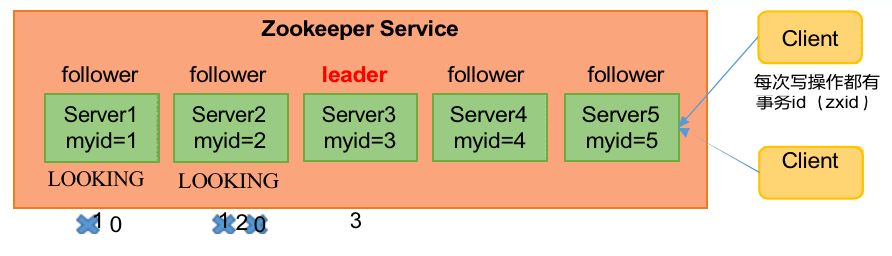 Zookeeper Service
follower
follower
leader
follower
follower
Server1
myid=1
Server2
myid=2
Server3
myid=3
Server4
myid=4
Server5
myid=5
LOOKING
LOOKING
1 0
1 2 0
3
Client
每次写操作都有
事务id（zxid）
Client